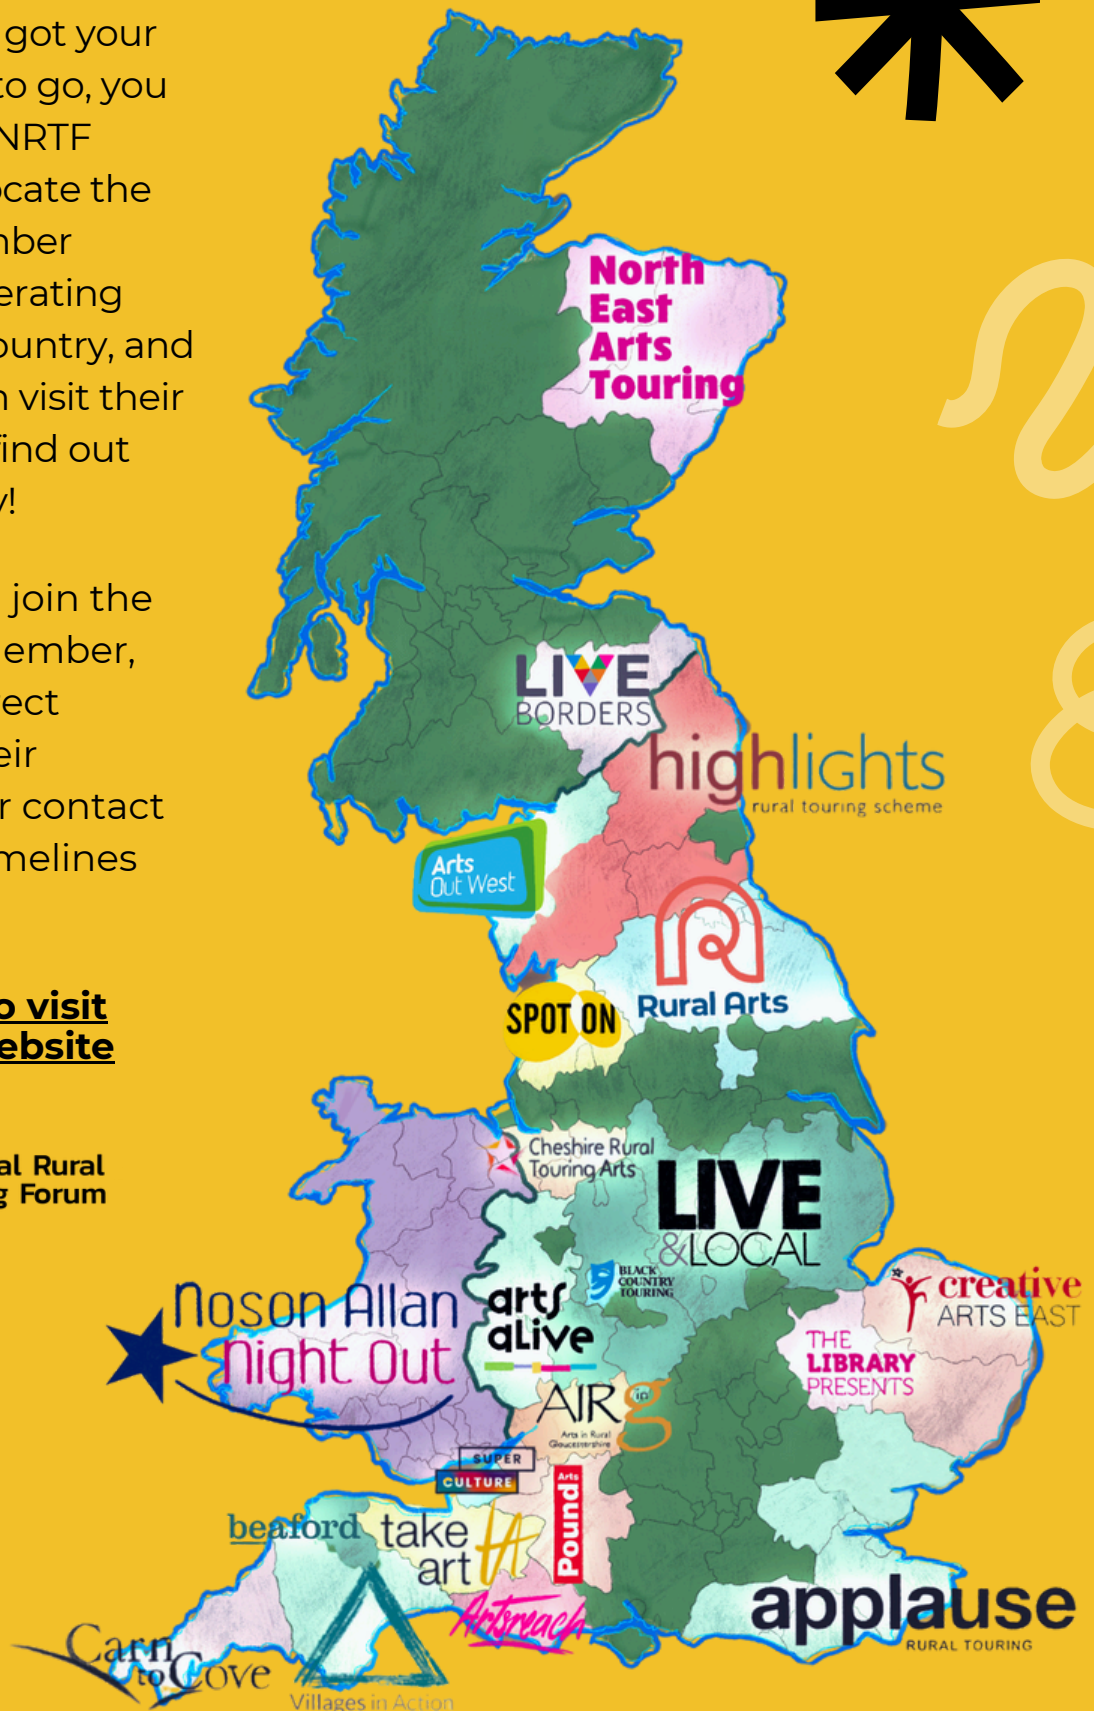 got your
to go, you
NRTF
ocate the
nber
erating
ountry, and
n visit their
find out
y!
join the
ember,
ect
eir
r contact
melines
o visit
ebsite
al Rural
g Forum
North
East
Arts
Touring
LIVE
BORDERS
highlights
rural touring scheme
Arts
Out West
Rural Arts
SPOT ON
Cheshire Rural
Touring Arts
LIVE
&LOCAL
BLACK
COUNTRY
TOURING
creative
ARTS EAST
Noson Allan
Night Out
arts
alive
THE
LIBRARY
PRESENTS
AIR in g
Arts in Rural
Gloucestershire
SUPER
CULTURE
Pound Arts
beaford
take
art tA
Artsreach
applause
RURAL TOURING
Carn
to Cove
Villages in Action